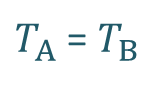 T_A = T_B